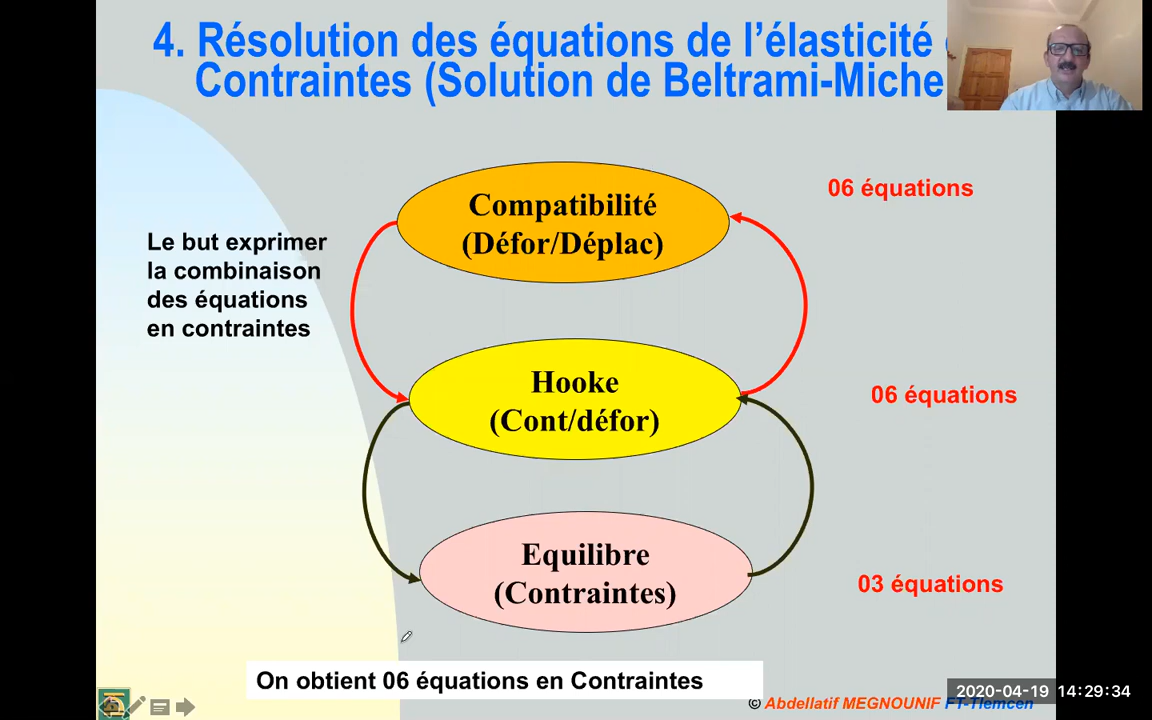 4. Résolution des équations de l’élasticité
Contraintes (Solution de Beltrami-Miche
06 équations
Compatibilité
(Défor/Déplac)
Le but exprimer
la combinaison
des équations
en contraintes
Hooke
(Cont/défor)
06 équations
Equilibre
(Contraintes)
03 équations
On obtient 06 équations en Contraintes
2020-04-19 14:29:34
© Abdellatif MEGNOUNIF FT-Tlemcen